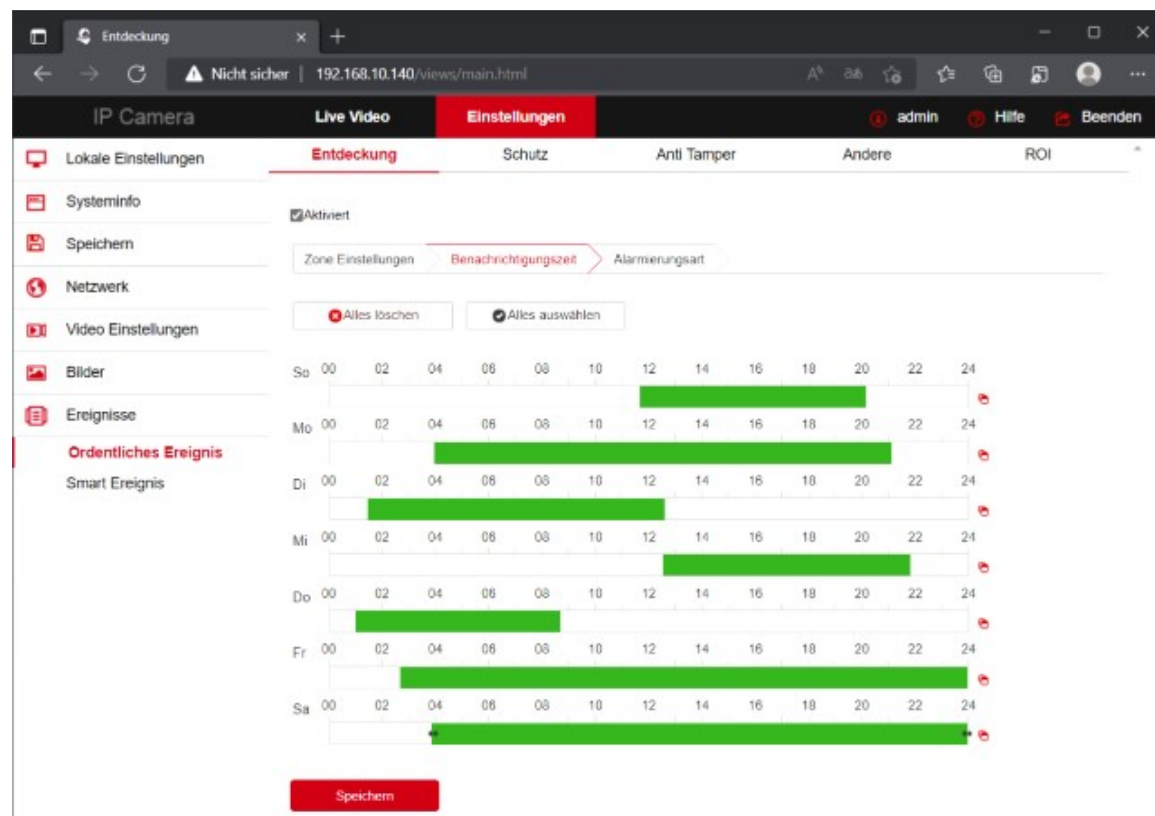 Entdeckung
Nicht sicher | 192.168.10.140/views/main.html
IP Camera Live Video Einstellungen admin Hilfe Beenden
Lokale Einstellungen
Systeminfo
Speichern
Netzwerk
Video Einstellungen
Bilder
Ereignisse
Ordentliches Ereignis
Smart Ereignis
Entdeckung Schutz Anti Tamper Andere ROI
Aktiviert
Zone Einstellungen Benachrichtigungszeit Alarmierungsart
Alles löschen Alles auswählen
So 00 02 04 06 08 10 12 14 16 18 20 22 24
Mo 00 02 04 06 08 10 12 14 16 18 20 22 24
Di 00 02 04 06 08 10 12 14 16 18 20 22 24
Mi 00 02 04 06 08 10 12 14 16 18 20 22 24
Do 00 02 04 06 08 10 12 14 16 18 20 22 24
Fr 00 02 04 06 08 10 12 14 16 18 20 22 24
Sa 00 02 04 06 08 10 12 14 16 18 20 22 24
Speichern